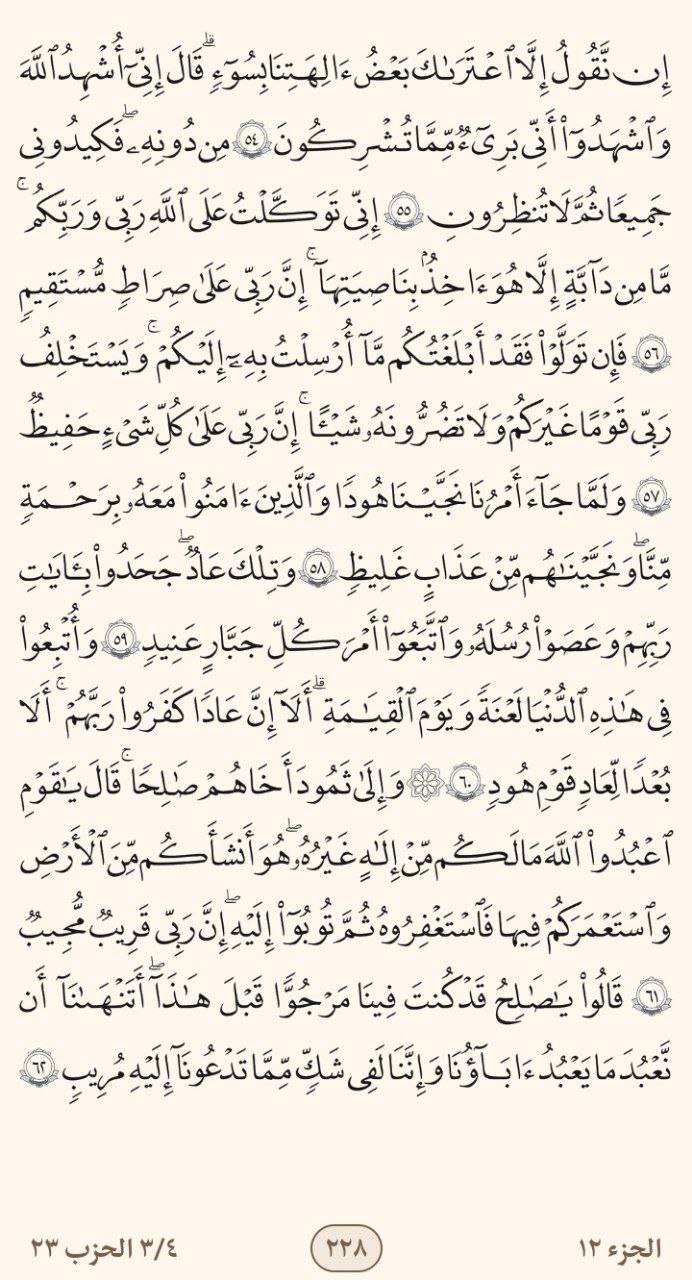 إِن نَّقُولُ إِلَّا ٱعْتَرَىٰكَ بَعْضُ ءَالِهَتِنَا بِسُوٓءٍۗ قَالَ إِنِّىٓ أُشْهِدُ ٱللَّهَ
وَٱشْهَدُوٓا۟ أَنِّى بَرِىٓءٌ مِّمَّا تُشْرِكُونَ ٥٤ مِن دُونِهِۦۖ فَكِيدُونِى
جَمِيعًا ثُمَّ لَا تُنظِرُونِ ٥٥ إِنِّى تَوَكَّلْتُ عَلَى ٱللَّهِ رَبِّى وَرَبِّكُمۚ
مَّا مِن دَآبَّةٍ إِلَّا هُوَ ءَاخِذٌۢ بِنَاصِيَتِهَآۚ إِنَّ رَبِّى عَلَىٰ صِرَٰطٍ مُّسْتَقِيمٍ
٥٦ فَإِن تَوَلَّوْا۟ فَقَدْ أَبْلَغْتُكُم مَّآ أُرْسِلْتُ بِهِۦٓ إِلَيْكُمْۚ وَيَسْتَخْلِفُ
رَبِّى قَوْمًا غَيْرَكُمْ وَلَا تَضُرُّونَهُۥ شَيْـًٔاۚ إِنَّ رَبِّى عَلَىٰ كُلِّ شَىْءٍ حَفِيظٌ
٥٧ وَلَمَّا جَآءَ أَمْرُنَا نَجَّيْنَا هُودًا وَٱلَّذِينَ ءَامَنُوا۟ مَعَهُۥ بِرَحْمَةٍ
مِّنَّاۖ وَنَجَّيْنَٰهُم مِّنْ عَذَابٍ غَلِيظٍ ٥٨ وَتِلْكَ عَادٌۖ جَحَدُوا۟ بِـَٔايَٰتِ
رَبِّهِمْ وَعَصَوْا۟ رُسُلَهُۥ وَٱتَّبَعُوٓا۟ أَمْرَ كُلِّ جَبَّارٍ عَنِيدٍ ٥٩ وَأُتْبِعُوا۟
فِى هَٰذِهِ ٱلدُّنْيَا لَعْنَةً وَيَوْمَ ٱلْقِيَٰمَةِۗ أَلَآ إِنَّ عَادًا كَفَرُوا۟ رَبَّهُمْۚ أَلَا
بُعْدًا لِّعَادٍ قَوْمِ هُودٍ ٦٠ ۞ وَإِلَىٰ ثَمُودَ أَخَاهُمْ صَٰلِحًاۚ قَالَ يَٰقَوْمِ
ٱعْبُدُوا۟ ٱللَّهَ مَا لَكُم مِّنْ إِلَٰهٍ غَيْرُهُۥۖ هُوَ أَنشَأَكُم مِّنَ ٱلْأَرْضِ
وَٱسْتَعْمَرَكُمْ فِيهَا فَٱسْتَغْفِرُوهُ ثُمَّ تُوبُوٓا۟ إِلَيْهِۖ إِنَّ رَبِّى قَرِيبٌ مُّجِيبٌ
٦١ قَالُوا۟ يَٰصَٰلِحُ قَدْ كُنتَ فِينَا مَرْجُوًّا قَبْلَ هَٰذَآۖ أَتَنْهَىٰنَآ أَن
نَّعْبُدَ مَا يَعْبُدُ ءَابَآؤُنَا وَإِنَّنَا لَفِى شَكٍّ مِّمَّا تَدْعُونَآ إِلَيْهِ مُرِيبٍ ٦٢
الجزء ١٢ ٢٢٨ ٣/٤ الحزب ٢٣